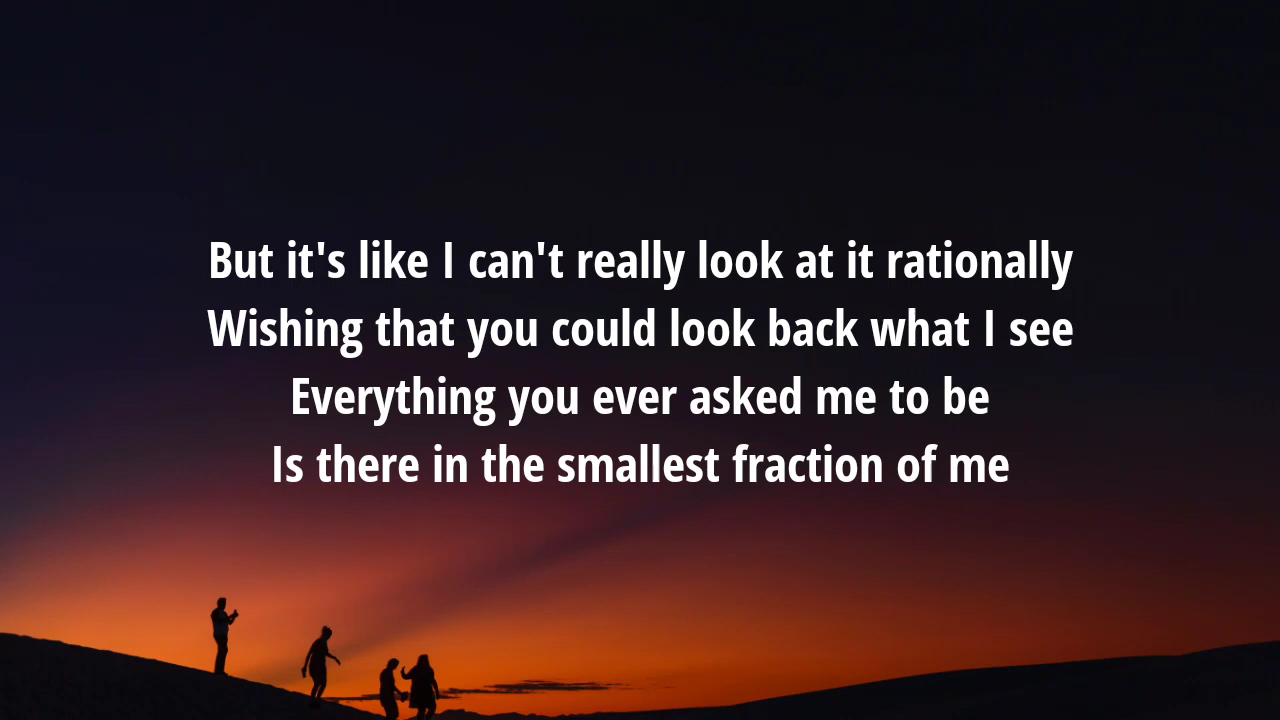 But it's like I can't really look at it rationally
Wishing that you could look back what I see
Everything you ever asked me to be
Is there in the smallest fraction of me